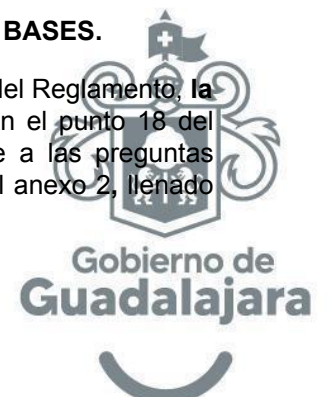 BASES.
del Reglamento, la
n el punto 18 del
e a las preguntas
l anexo 2, llenado
Gobierno de
Guadalajara